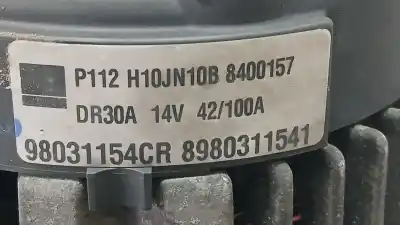 P112 H10JN10B 8400157
DR30A 14V 42/100A
98031154CR 8980311541